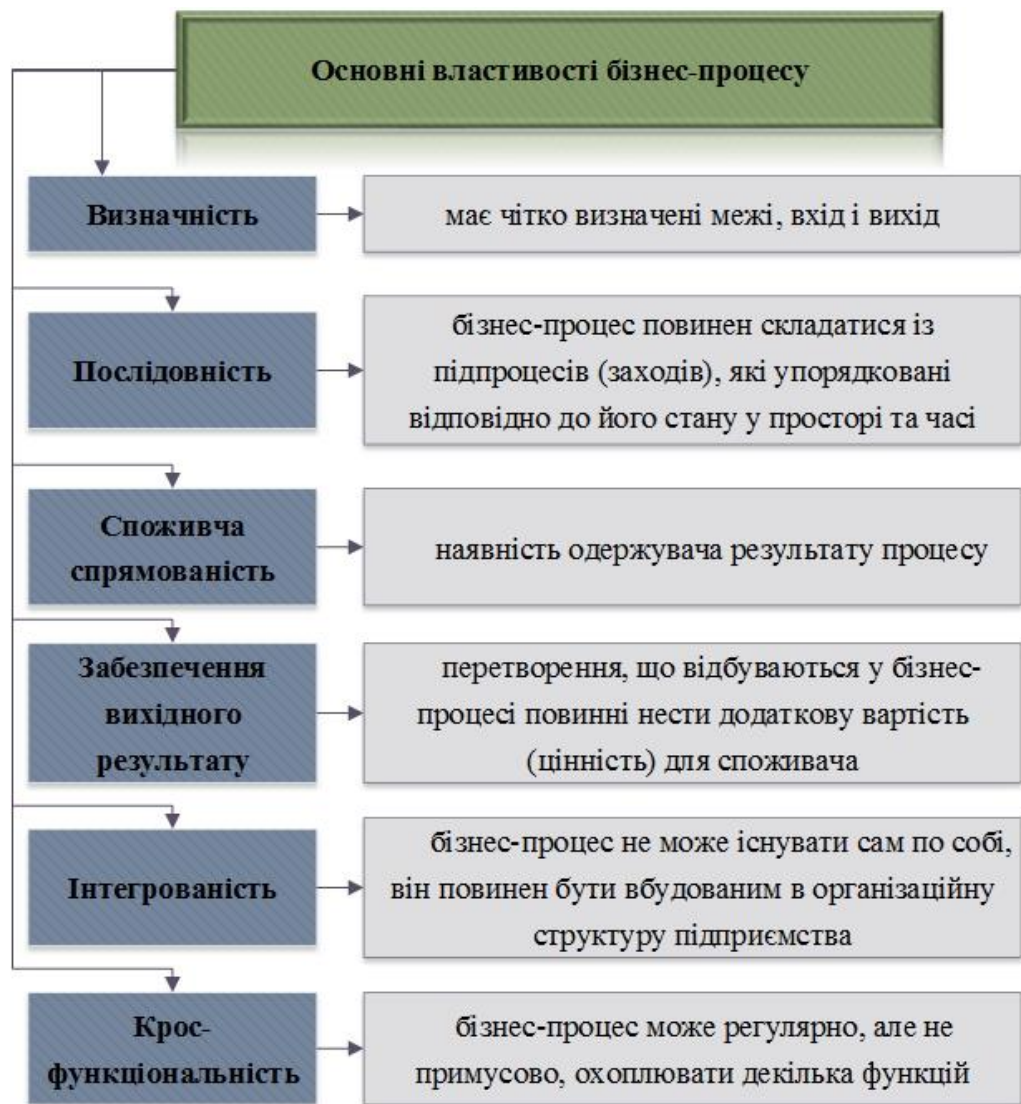 Основні властивості бізнес-процесу
Визначність
має чітко визначені межі, вхід і вихід
Послідовність
бізнес-процес повинен складатися із
підпроцесів (заходів), які упорядковані
відповідно до його стану у просторі та часі
Споживча
спрямованість
наявність одержувача результату процесу
Забезпечення
вихідного
результату
перетворення, що відбуваються у бізнес-
процесі повинні нести додаткову вартість
(цінність) для споживача
Інтегрованість
бізнес-процес не може існувати сам по собі,
він повинен бути вбудованим в організаційну
структуру підприємства
Крос-
функціональність
бізнес-процес може регулярно, але не
примусово, охоплювати декілька функцій